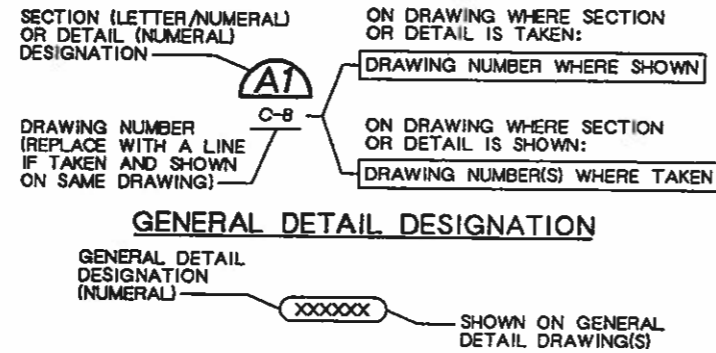 SECTION (LETTER/NUMERAL)
OR DETAIL (NUMERAL)
DESIGNATION
A1
C-8
DRAWING NUMBER
(REPLACE WITH A LINE
IF TAKEN AND SHOWN
ON SAME DRAWING)
ON DRAWING WHERE SECTION
OR DETAIL IS TAKEN:
DRAWING NUMBER WHERE SHOWN
ON DRAWING WHERE SECTION
OR DETAIL IS SHOWN:
DRAWING NUMBER(S) WHERE TAKEN
GENERAL DETAIL DESIGNATION
GENERAL DETAIL
DESIGNATION
(NUMERAL)
XXXXXX
SHOWN ON GENERAL
DETAIL DRAWING(S)